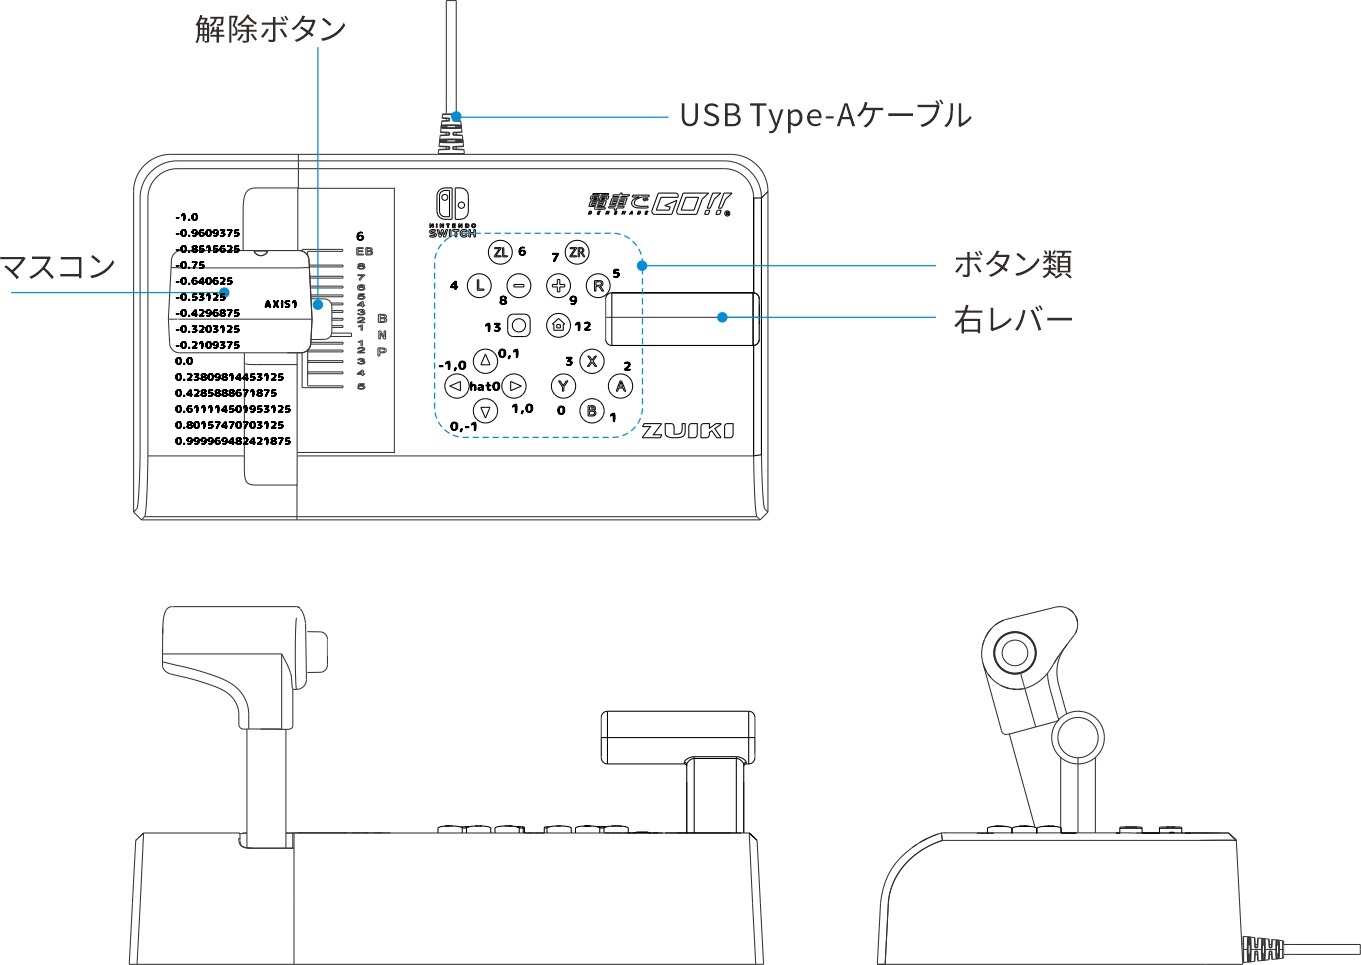 解除ボタン
USB Type-Aケーブル
マスコン
ボタン類
右レバー
電車でGO!!
DENSHADE
NINTENDO
SWITCH
-1.0
-0.9609375
-0.8515625
-0.75
-0.640625
-0.53125
-0.4296875
-0.3203125
-0.2109375
0.0
0.23809814453125
0.4285888671875
0.611114501953125
0.80157470703125
0.999969482421875
AXIS1
6
EB
8
7
6
5
4
3
2
1
1
2
3
4
5
B
N
P
ZL 6
7 ZR
4 L
−
8
+
9
R 5
13
12
0,1
-1,0
hat0
1,0
0,-1
3 X
2
A
Y
0
B 1
ZUIKI